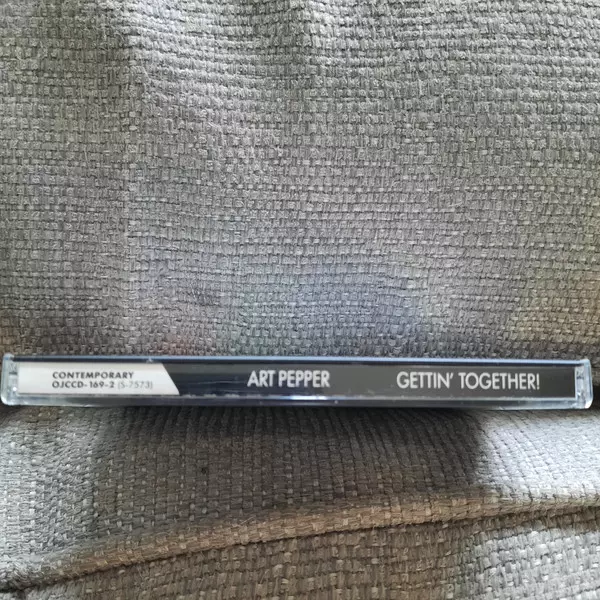 CONTEMPORARY
OJCCD-169-2 (S-7573)
ART PEPPER
GETTIN' TOGETHER!